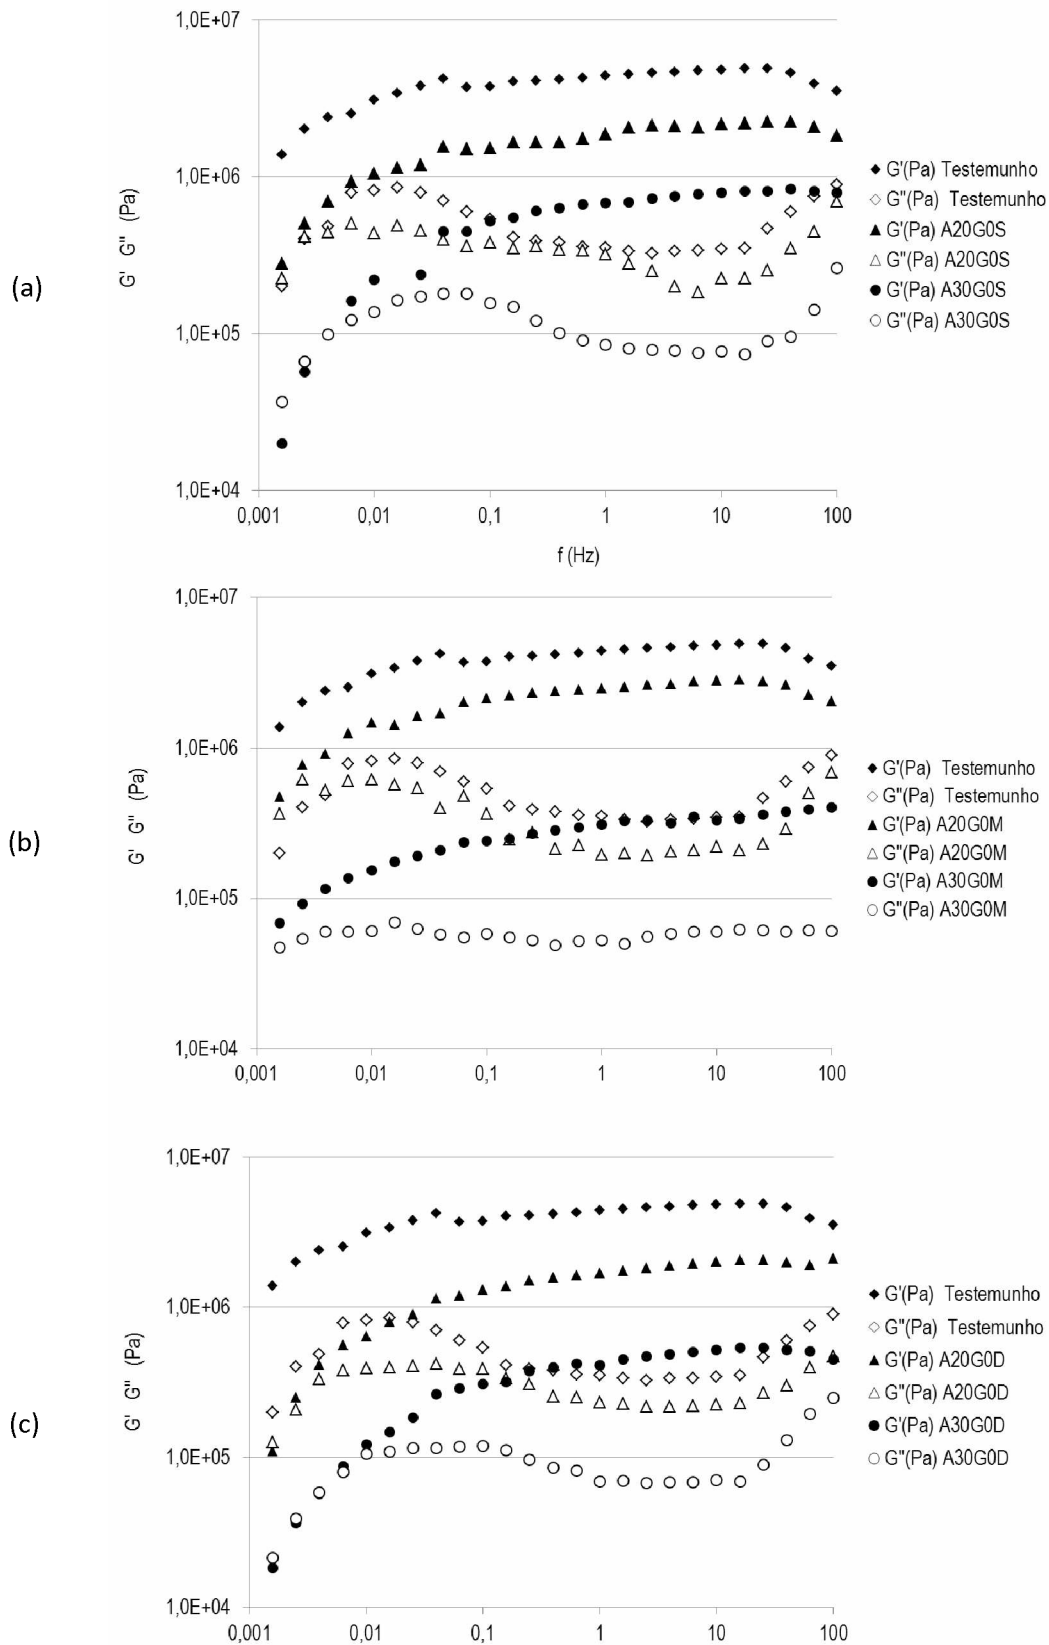 (a)
G' G" (Pa)
1,0E+07
1,0E+06
1,0E+05
1,0E+04
0,001 0,01 0,1 1 10 100
f (Hz)
G'(Pa) Testemunho
G"(Pa) Testemunho
G'(Pa) A20G0S
G"(Pa) A20G0S
G'(Pa) A30G0S
G"(Pa) A30G0S
(b)
G' G" (Pa)
1,0E+07
1,0E+06
1,0E+05
1,0E+04
0,001 0,01 0,1 1 10 100
G'(Pa) Testemunho
G"(Pa) Testemunho
G'(Pa) A20G0M
G"(Pa) A20G0M
G'(Pa) A30G0M
G"(Pa) A30G0M
(c)
G' G" (Pa)
1,0E+07
1,0E+06
1,0E+05
1,0E+04
0,001 0,01 0,1 1 10 100
G'(Pa) Testemunho
G"(Pa) Testemunho
G'(Pa) A20G0D
G"(Pa) A20G0D
G'(Pa) A30G0D
G"(Pa) A30G0D